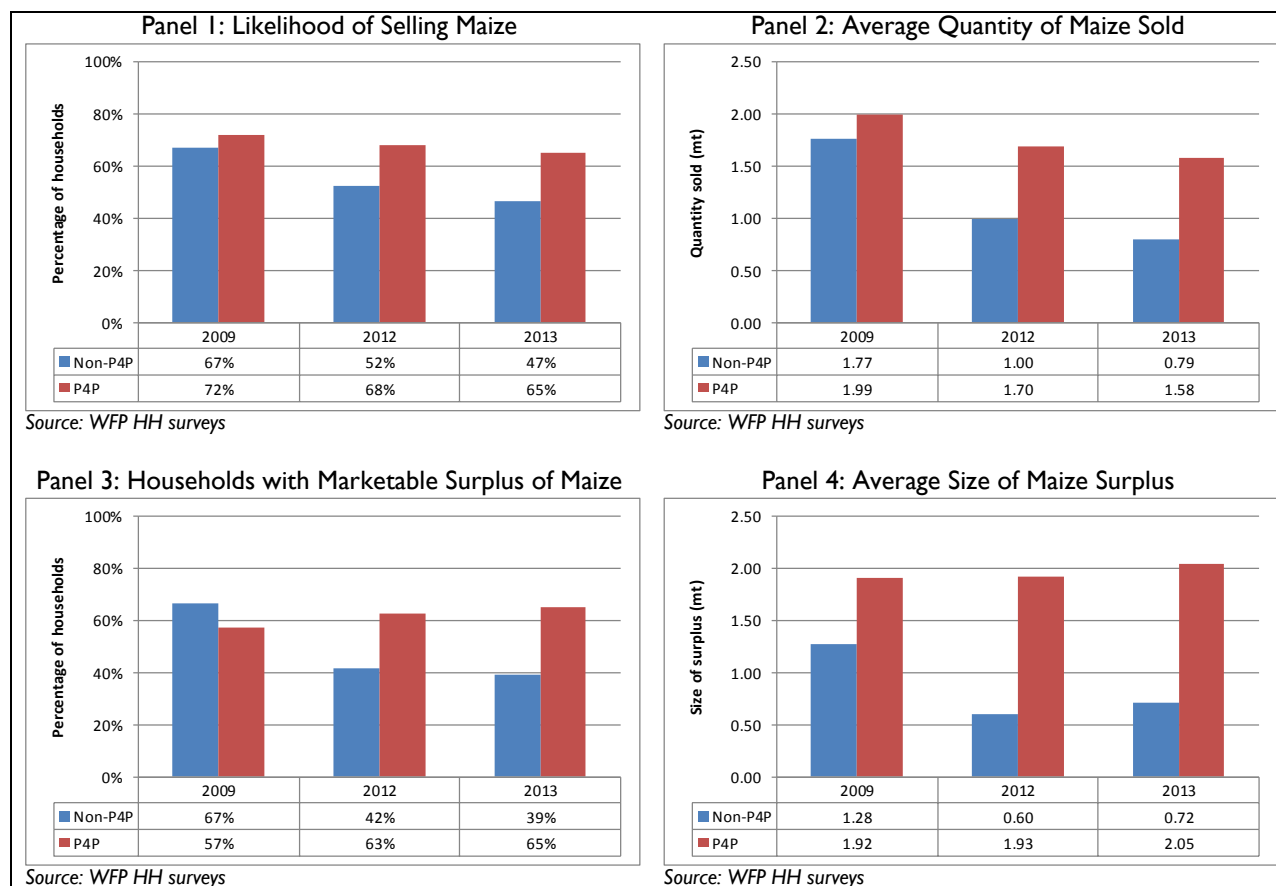 Panel 1: Likelihood of Selling Maize
100%
80%
60%
40%
20%
0%
Percentage of households
2009 2012 2013
Non-P4P 67% 52% 47%
P4P 72% 68% 65%
Source: WFP HH surveys
Panel 2: Average Quantity of Maize Sold
2.50
2.00
1.50
1.00
0.50
0.00
Quantity sold (mt)
2009 2012 2013
Non-P4P 1.77 1.00 0.79
P4P 1.99 1.70 1.58
Source: WFP HH surveys
Panel 3: Households with Marketable Surplus of Maize
100%
80%
60%
40%
20%
0%
Percentage of households
2009 2012 2013
Non-P4P 67% 42% 39%
P4P 57% 63% 65%
Source: WFP HH surveys
Panel 4: Average Size of Maize Surplus
2.50
2.00
1.50
1.00
0.50
0.00
Size of surplus (mt)
2009 2012 2013
Non-P4P 1.28 0.60 0.72
P4P 1.92 1.93 2.05
Source: WFP HH surveys